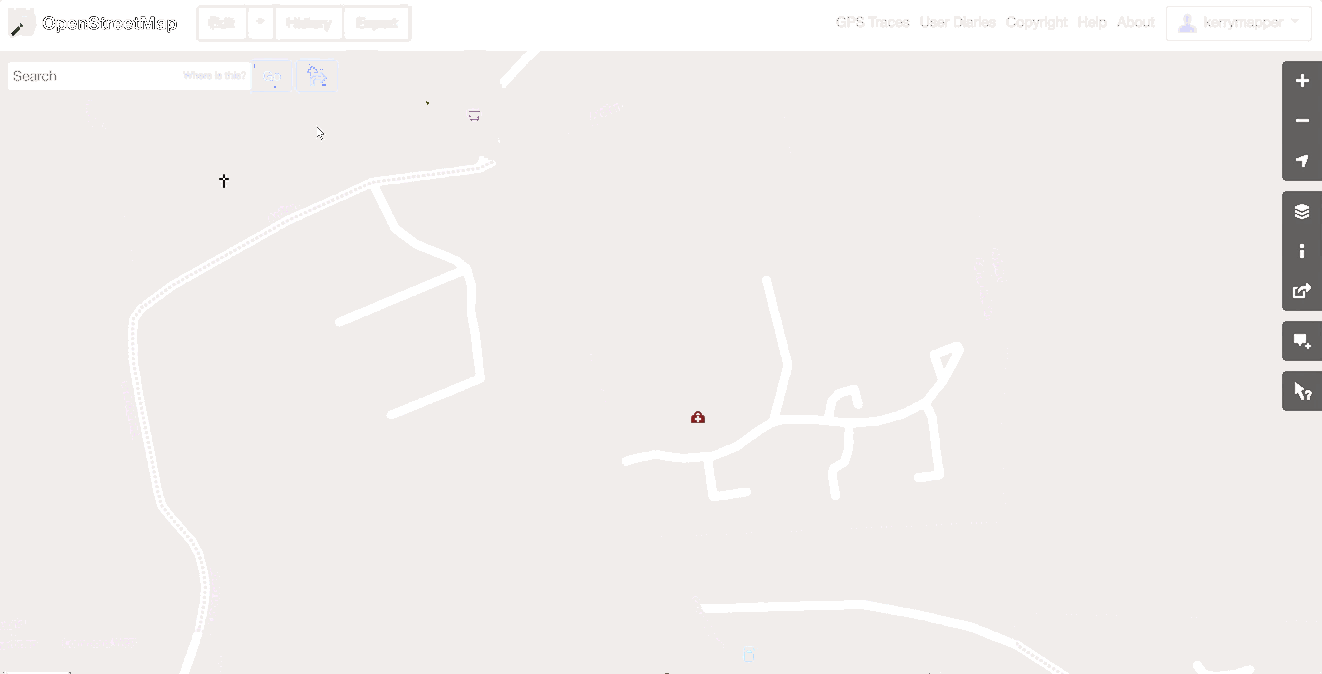 OpenStreetMap
Edit
History
Export
GPS Traces
User Diaries
Copyright
Help
About
kerrymapper
Search
Where is this?